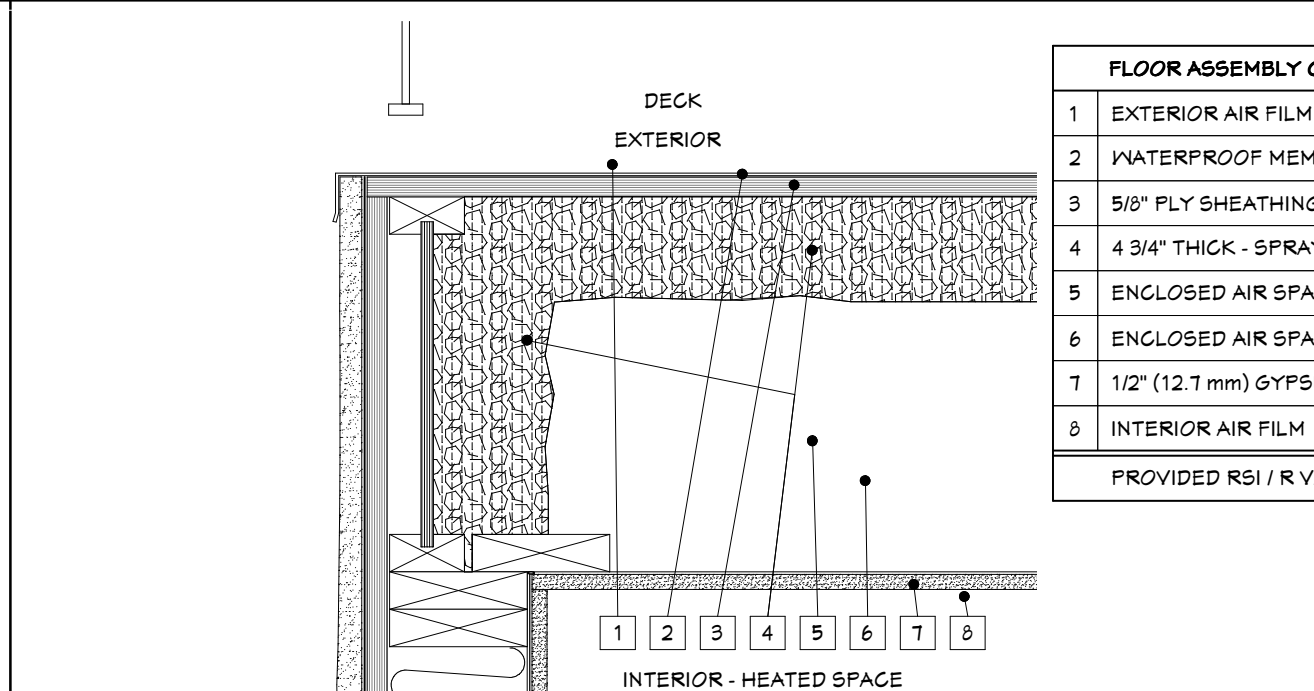 DECK
EXTERIOR
FLOOR ASSEMBLY
1 EXTERIOR AIR FILM
2 WATERPROOF MEM
3 5/8" PLY SHEATHING
4 4 3/4" THICK - SPRAY
5 ENCLOSED AIR SPA
6 ENCLOSED AIR SPA
7 1/2" (12.7 mm) GYPS
8 INTERIOR AIR FILM
PROVIDED RSI / R V
1 2 3 4 5 6 7 8
INTERIOR - HEATED SPACE